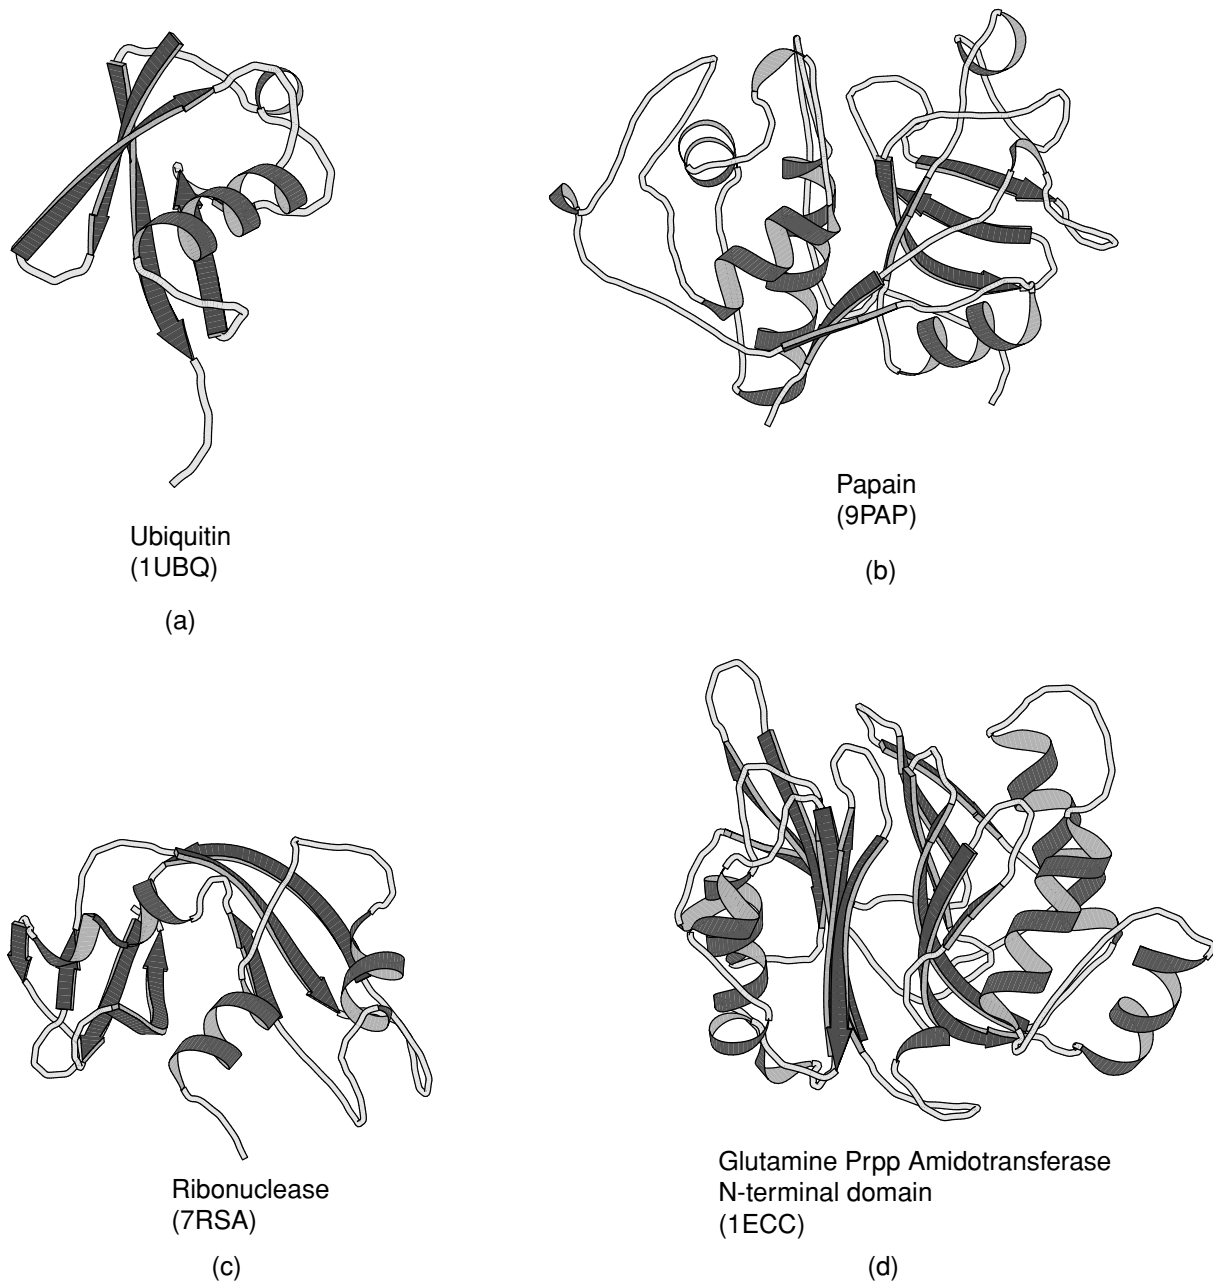 Ubiquitin
(1UBQ)
(a)
Papain
(9PAP)
(b)
Ribonuclease
(7RSA)
(c)
Glutamine Prpp Amidotransferase
N-terminal domain
(1ECC)
(d)